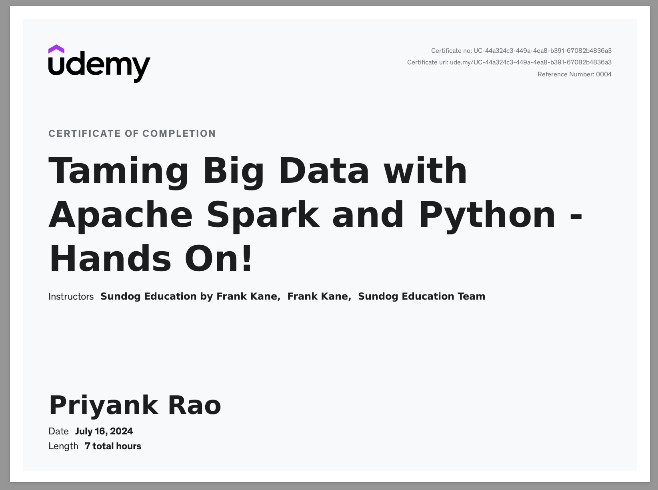 udemy
Certificate no: UC-44a324c3-449a-4ea8-b391-67082b4836a3
Certificate url: ude.my/UC-44a324c3-449a-4ea8-b391-67082b4836a3
Reference Number: 0004
CERTIFICATE OF COMPLETION
Taming Big Data with
Apache Spark and Python -
Hands On!
Instructors Sundog Education by Frank Kane, Frank Kane, Sundog Education Team
Priyank Rao
Date July 16, 2024
Length 7 total hours